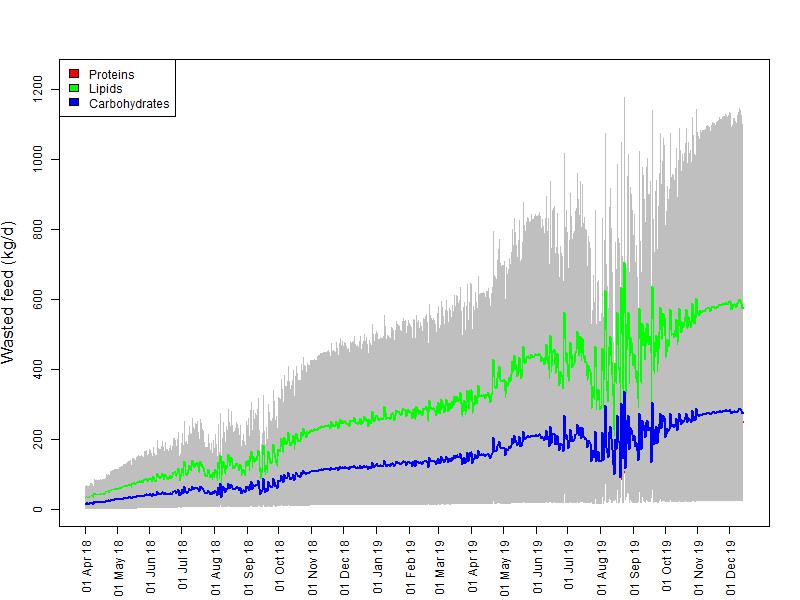 Proteins
Lipids
Carbohydrates
Wasted feed (kg/d)
1200
1000
800
600
400
200
0
01 Apr 18
01 May 18
01 Jun 18
01 Jul 18
01 Aug 18
01 Sep 18
01 Oct 18
01 Nov 18
01 Dec 18
01 Jan 19
01 Feb 19
01 Mar 19
01 Apr 19
01 May 19
01 Jun 19
01 Jul 19
01 Aug 19
01 Sep 19
01 Oct 19
01 Nov 19
01 Dec 19